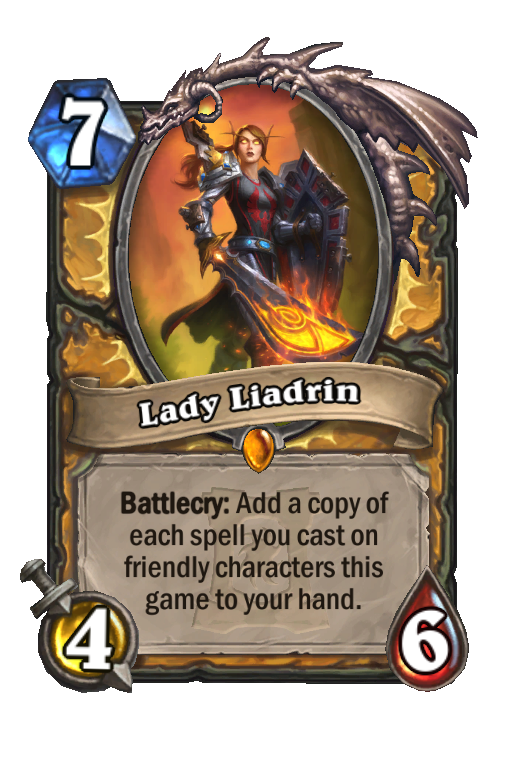 7
Lady Liadrin
Battlecry: Add a copy of
each spell you cast on
friendly characters this
game to your hand.
4
6